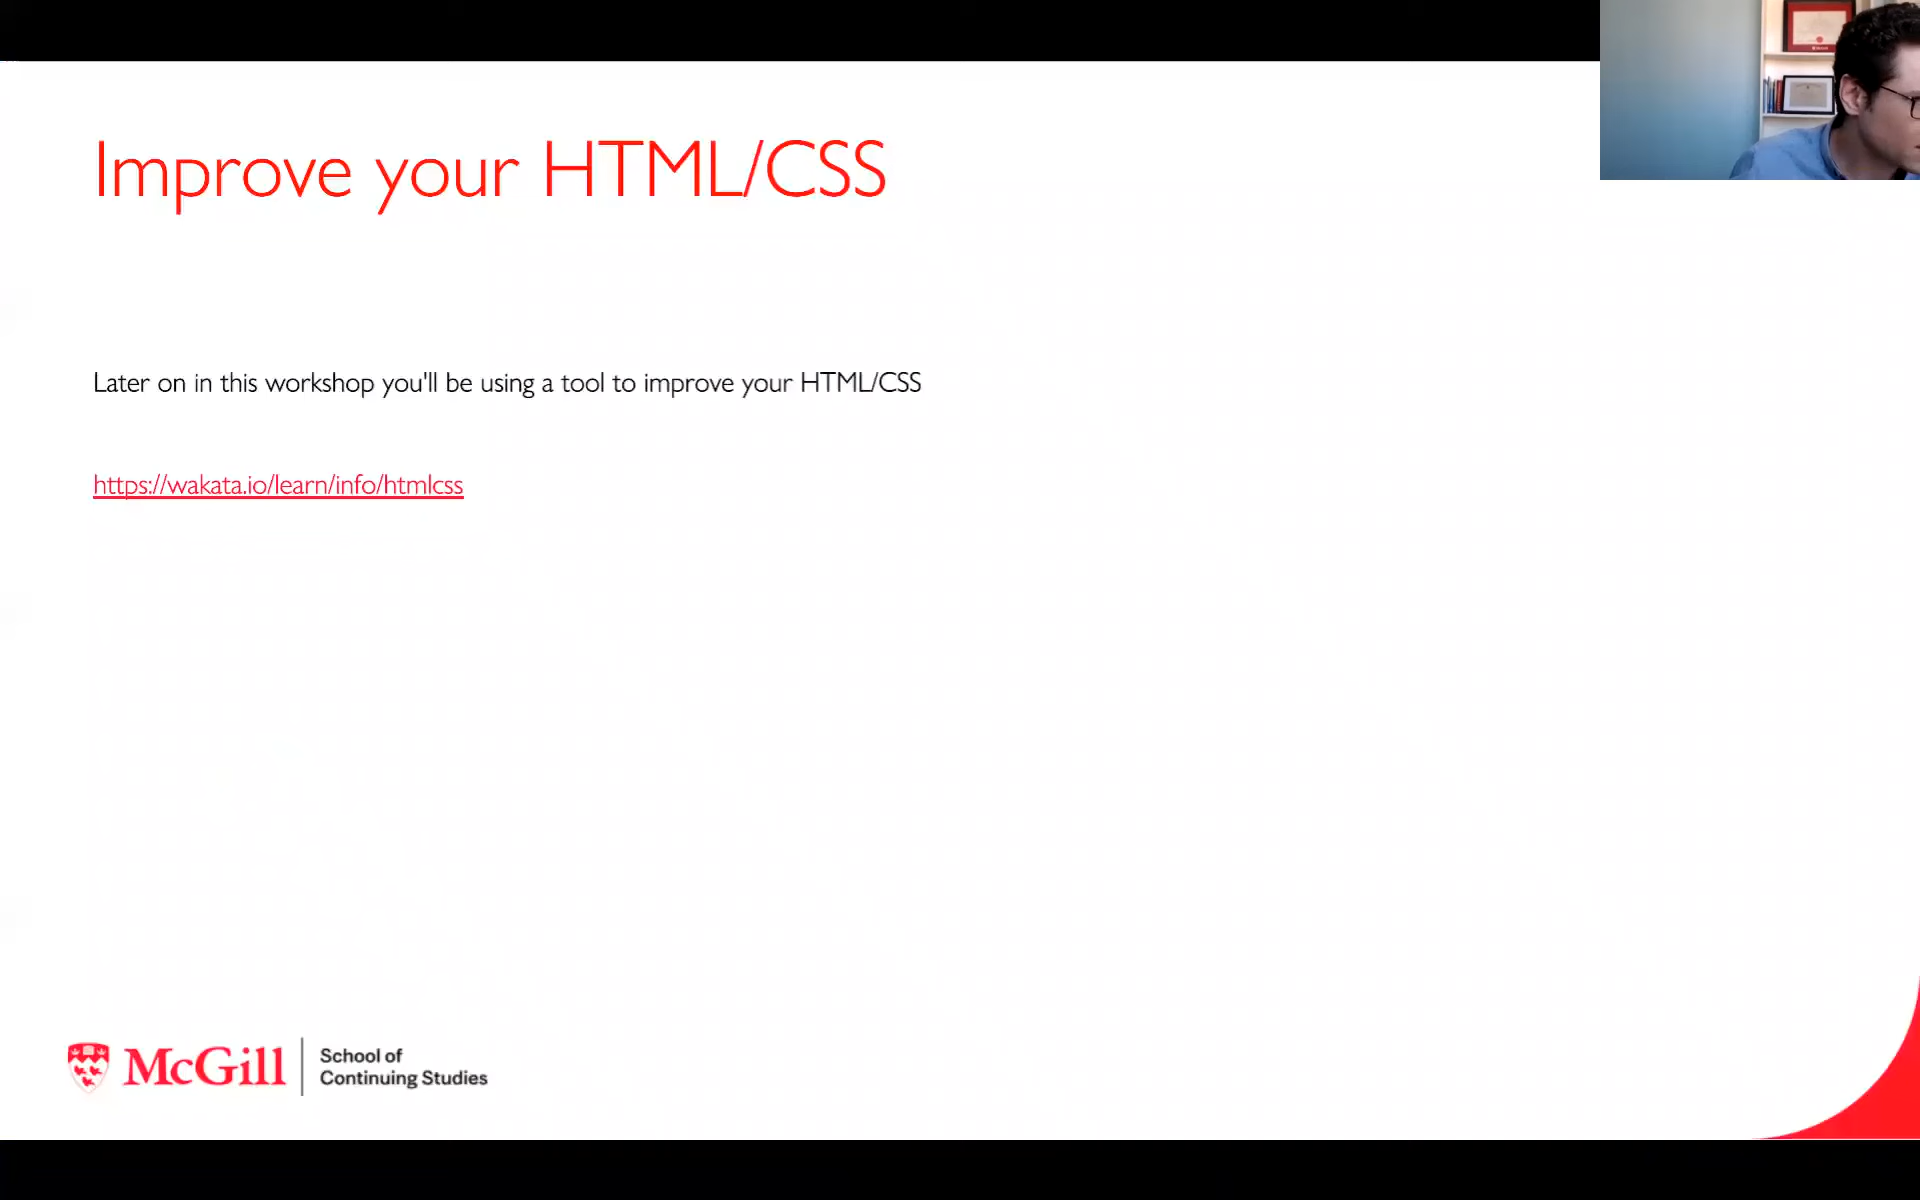 Improve your HTML/CSS
Later on in this workshop you'll be using a tool to improve your HTML/CSS
https://wakata.io/learn/info/htmlcss
McGill
School of
Continuing Studies